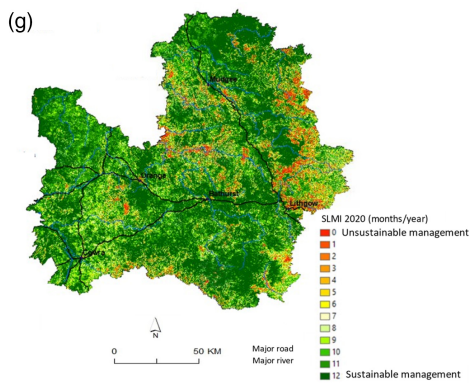 (g)
Mudgee
Orange
Bathurst
Lithgow
Cowra
SLMI 2020 (months/year)
0 Unsustainable management
1
2
3
4
5
6
7
8
9
10
11
12 Sustainable management
N
0 50 KM
Major road
Major river